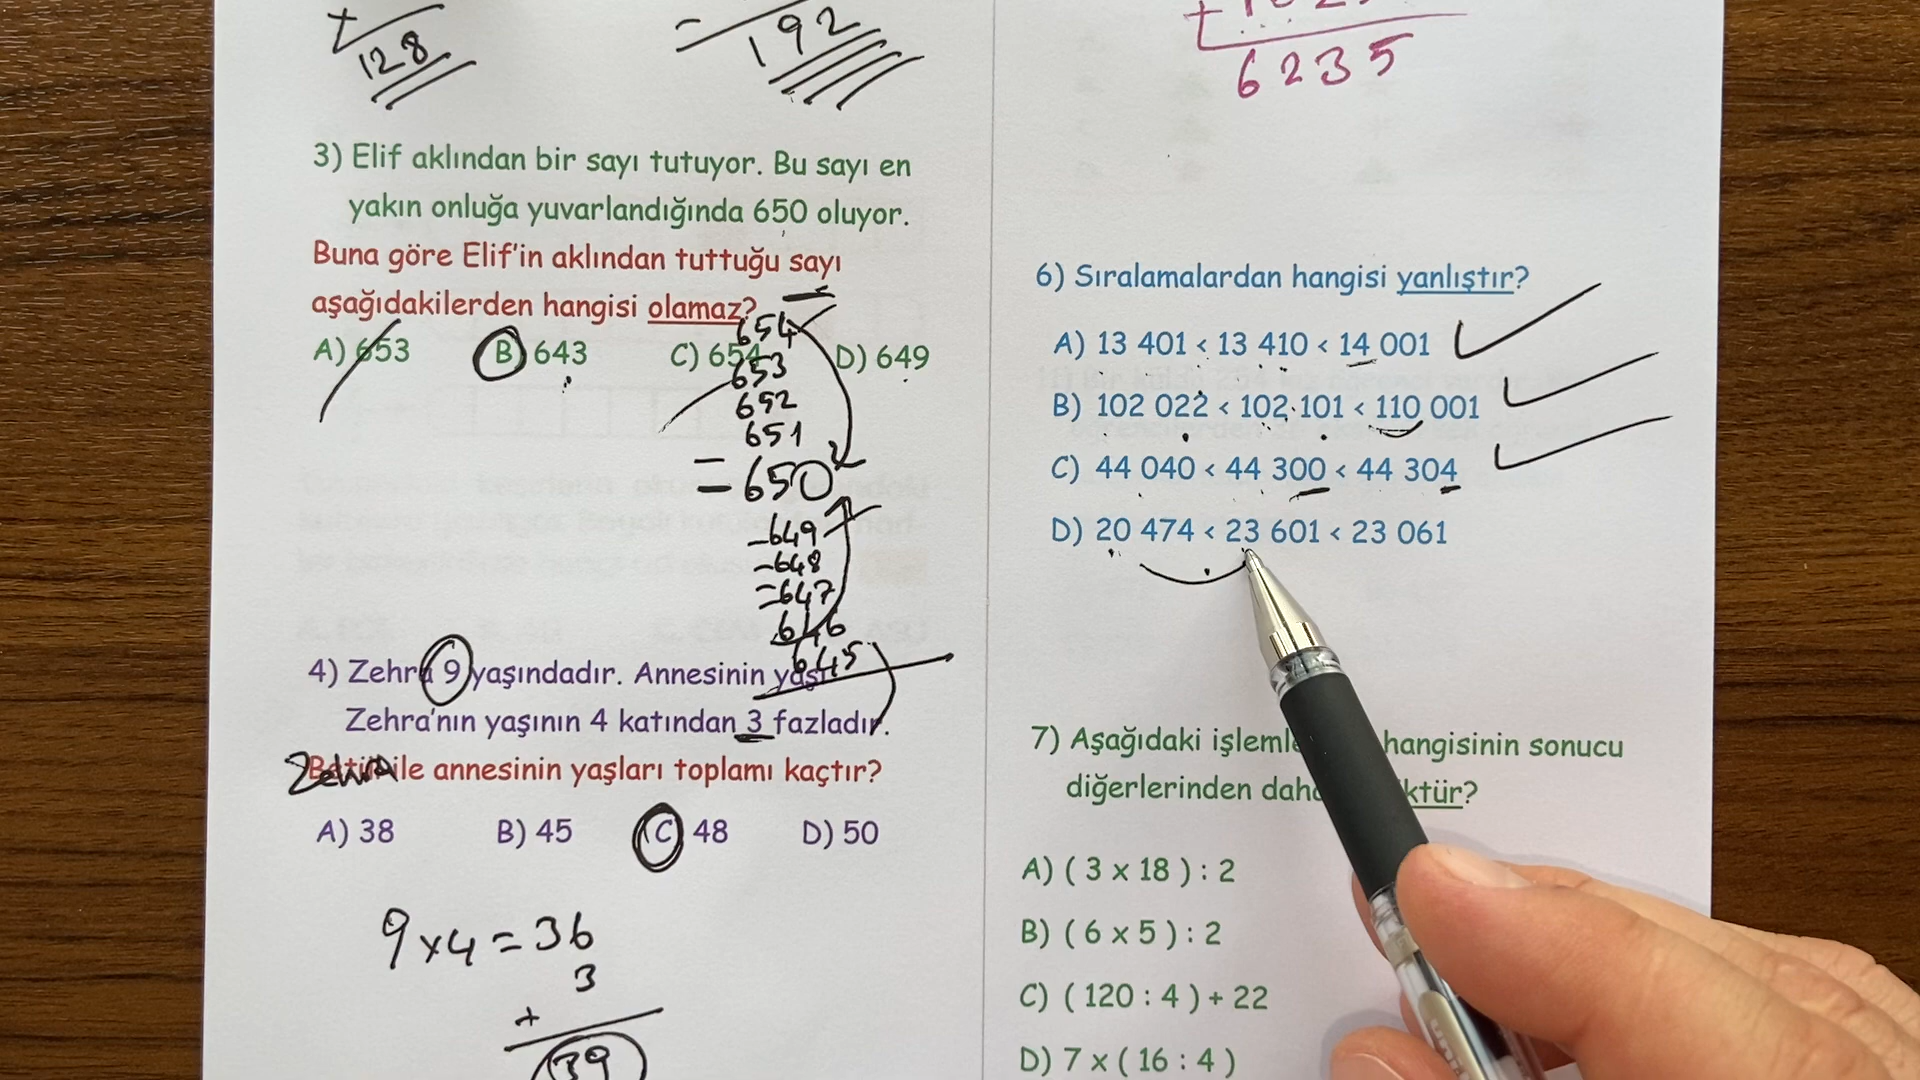 +
128
= 192
3) Elif aklından bir sayı tutuyor. Bu sayı en
yakın onluğa yuvarlandığında 650 oluyor.
Buna göre Elif'in aklından tuttuğu sayı
aşağıdakilerden hangisi olamaz?
A) 653 B) 643 C) 654 D) 649
654
653
652
651
650
649
648
647
646
645
4) Zehra 9 yaşındadır. Annesinin yaşı
Zehra'nın yaşının 4 katından 3 fazladır.
Zehra ile annesinin yaşları toplamı kaçtır?
A) 38 B) 45 C) 48 D) 50
9x4=36
3
+
39
+
6235
6) Sıralamalardan hangisi yanlıştır?
A) 13 401 < 13 410 < 14 001
B) 102 022 < 102 101 < 110 001
C) 44 040 < 44 300 < 44 304
D) 20 474 < 23 601 < 23 061
7) Aşağıdaki hangisinin sonucu
diğerlerinden
A) ( 3 x 18 ) : 2
B) ( 6 x 5 ) : 2
C) ( 120 : 4 ) + 22
D) 7 x ( 16 : 4 )